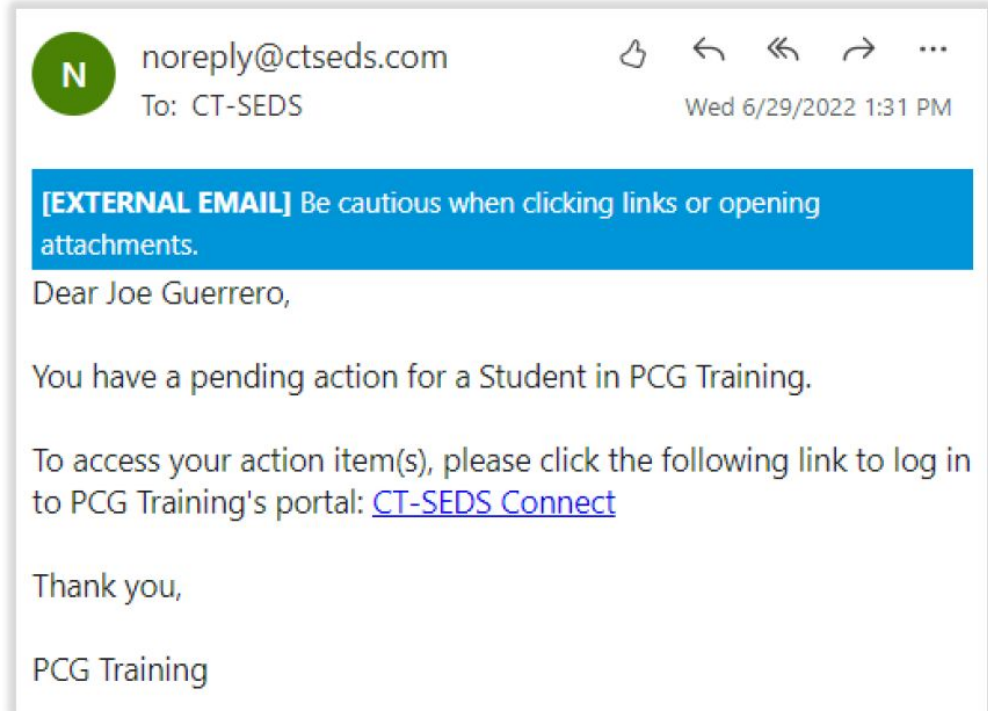 N
noreply@ctseds.com
To: CT-SEDS
Wed 6/29/2022 1:31 PM
[EXTERNAL EMAIL] Be cautious when clicking links or opening
attachments.
Dear Joe Guerrero,
You have a pending action for a Student in PCG Training.
To access your action item(s), please click the following link to log in
to PCG Training's portal: CT-SEDS Connect
Thank you,
PCG Training